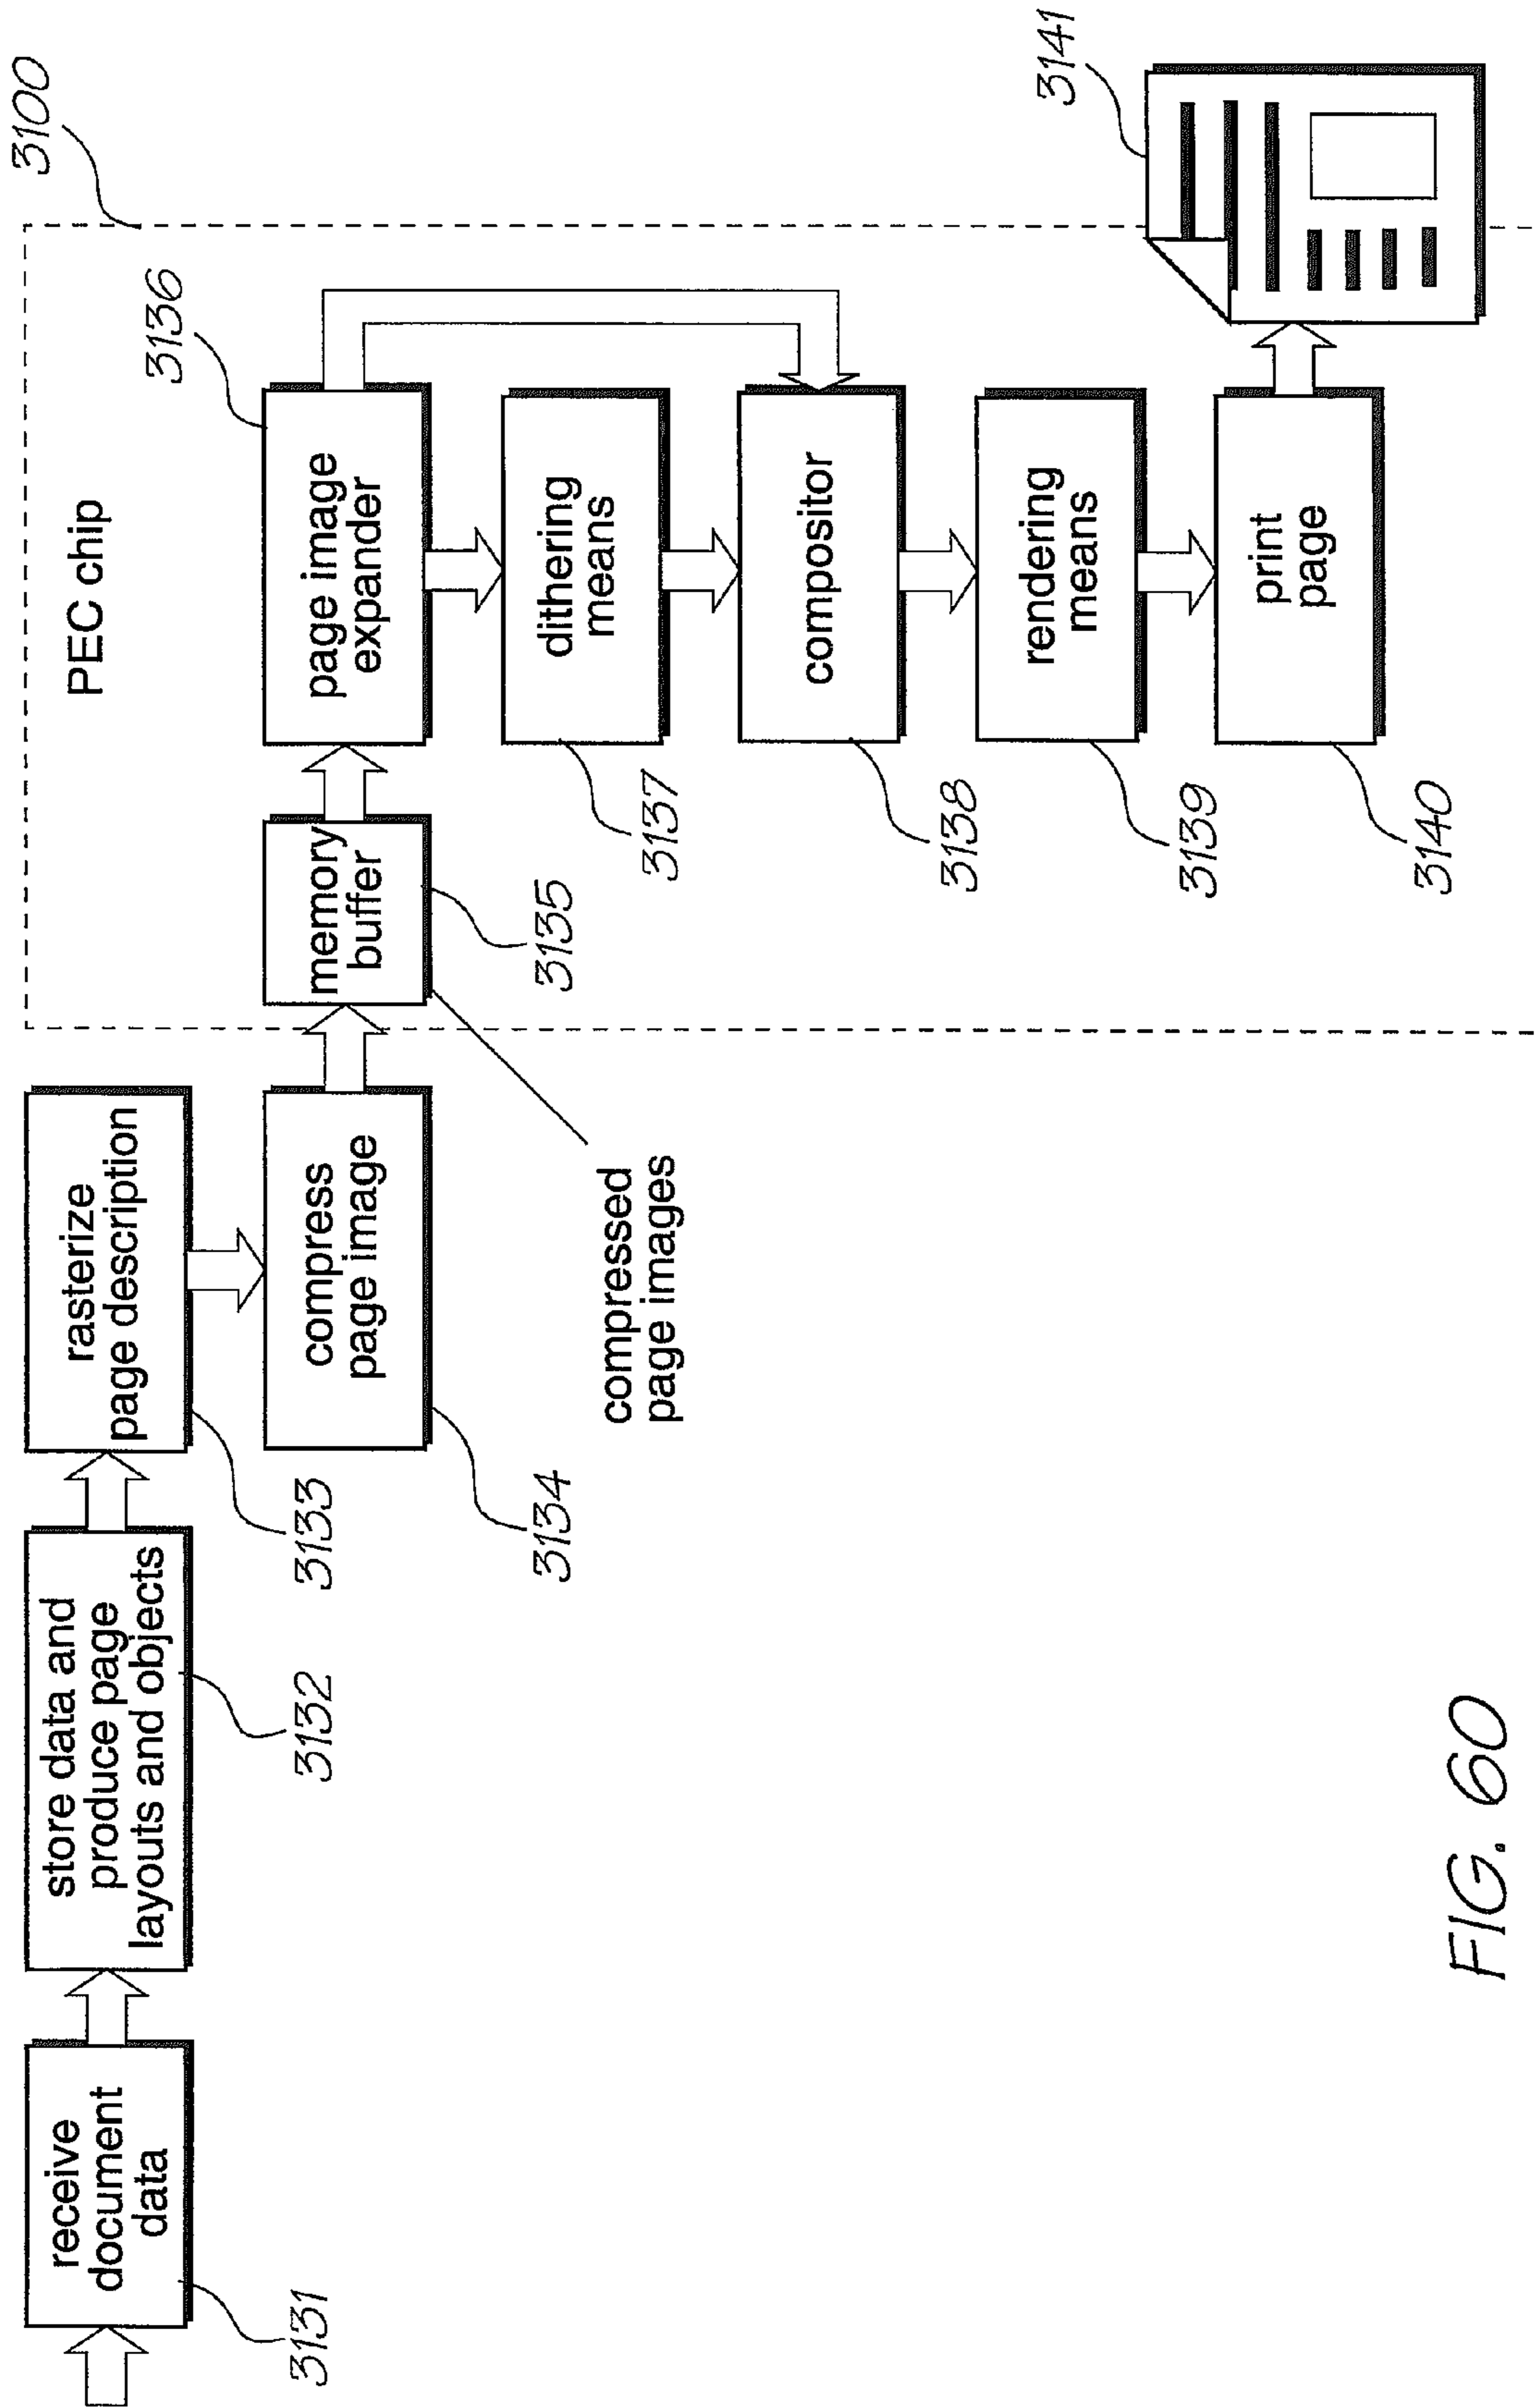 receive
document
data
3131
store data and
produce page
layouts and objects
3132
rasterize
page description
3133
compress
page image
3134
compressed
page images
3100
PEC chip
memory
buffer
3135
page image
expander
3136
dithering
means
3137
compositor
3138
rendering
means
3139
print
page
3140
3141
FIG. 60